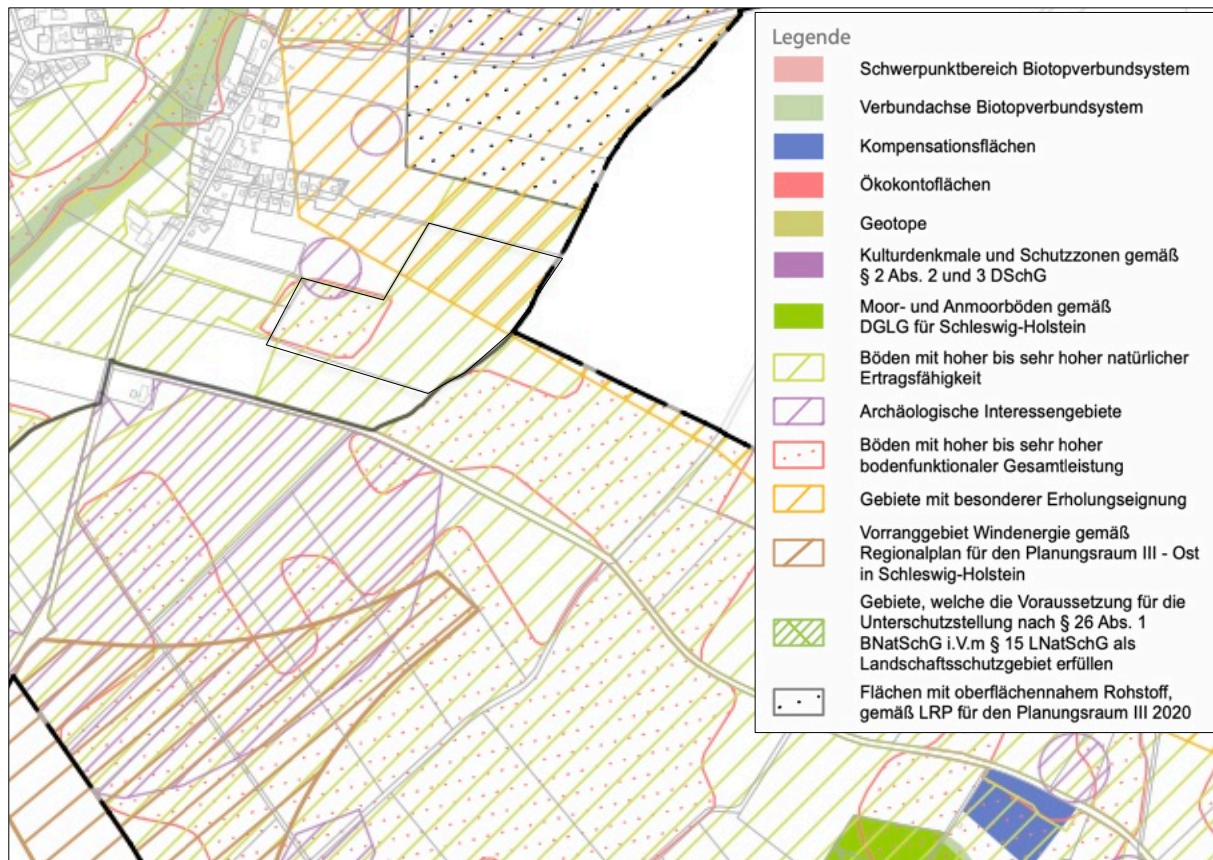 Legende
Schwerpunktbereich Biotopverbundsystem
Verbundachse Biotopverbundsystem
Kompensationsflächen
Ökokontoflächen
Geotope
Kulturdenkmale und Schutzzonen gemäß
§ 2 Abs. 2 und 3 DSchG
Moor- und Anmoorböden gemäß
DGLG für Schleswig-Holstein
Böden mit hoher bis sehr hoher natürlicher
Ertragsfähigkeit
Archäologische Interessengebiete
Böden mit hoher bis sehr hoher
bodenfunktionaler Gesamtleistung
Gebiete mit besonderer Erholungseignung
Vorranggebiet Windenergie gemäß
Regionalplan für den Planungsraum III - Ost
in Schleswig-Holstein
Gebiete, welche die Voraussetzung für die
Unterschutzstellung nach § 26 Abs. 1
BNatSchG i.V.m § 15 LNatSchG als
Landschaftsschutzgebiet erfüllen
Flächen mit oberflächennahem Rohstoff,
gemäß LRP für den Planungsraum III 2020